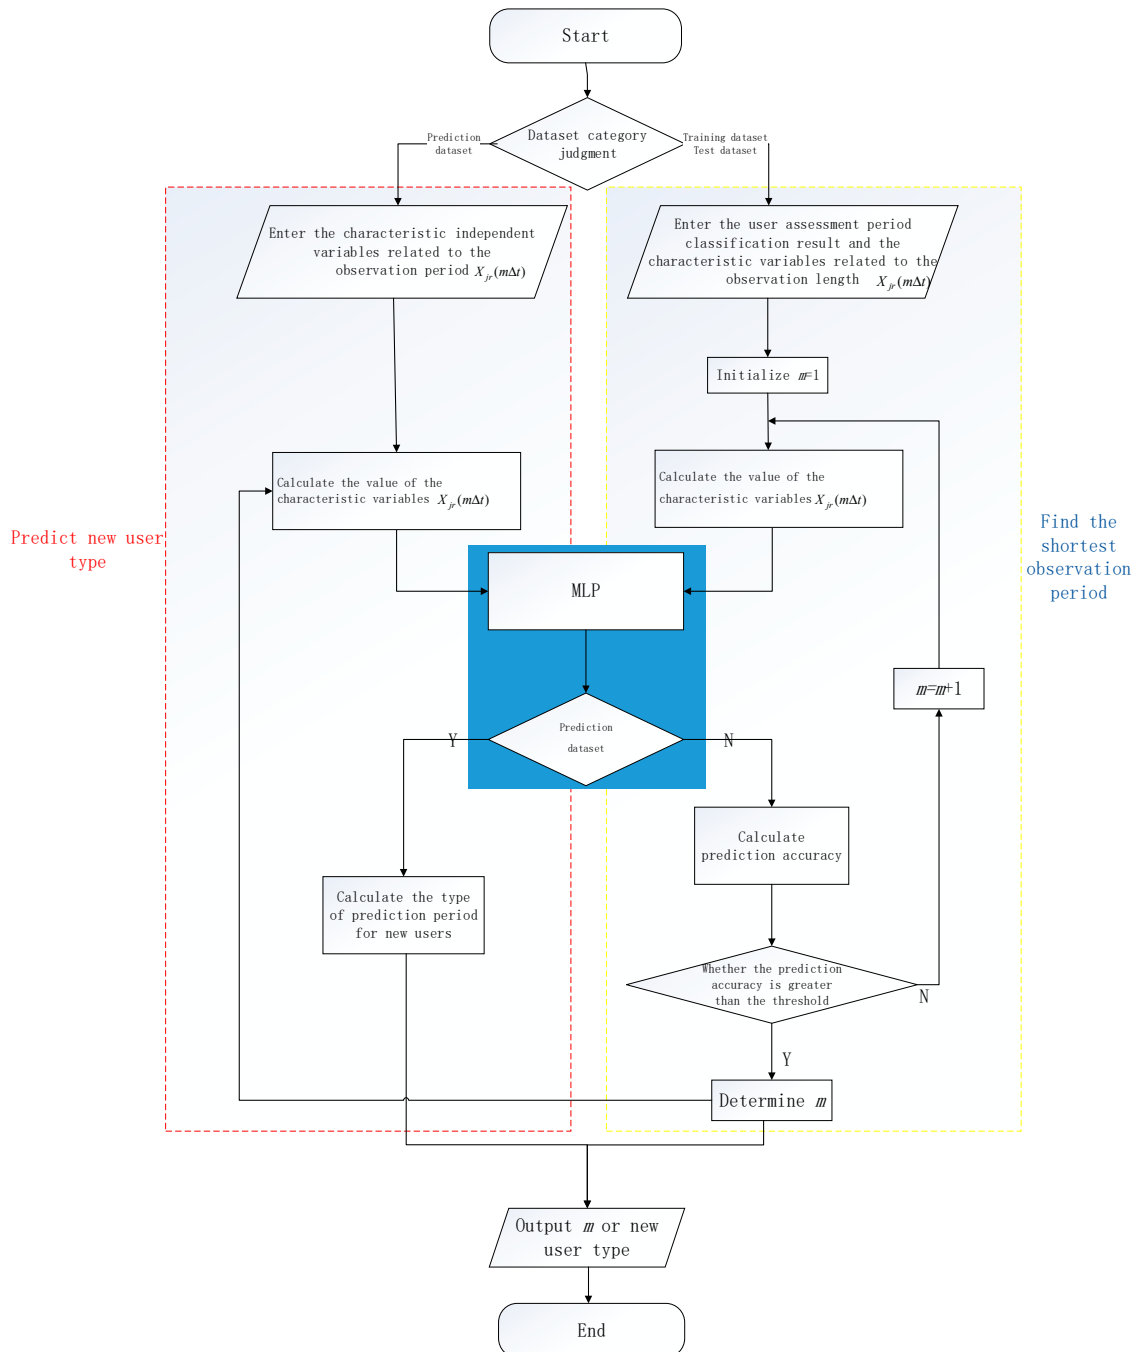 Start
Dataset category
judgment
Prediction
dataset
Training dataset
Test dataset
Enter the characteristic independent
variables related to the
observation period X_jr(mΔt)
Enter the user assessment period
classification result and the
characteristic variables related to the
observation length X_jr(mΔt)
Initialize m=1
Calculate the value of the
characteristic variables X_jr(mΔt)
Calculate the value of the
characteristic variables X_jr(mΔt)
Predict new user
type
Find the
shortest
observation
period
MLP
m=m+1
Prediction
dataset
Y
N
Calculate
prediction accuracy
Calculate the type
of prediction period
for new users
Whether the prediction
accuracy is greater
than the threshold
N
Y
Determine m
Output m or new
user type
End